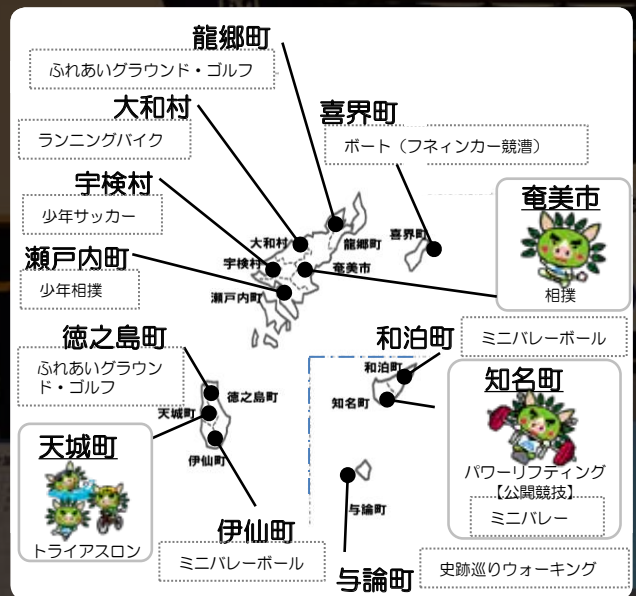 龍郷町
ふれあいグラウンド・ゴルフ
大和村
ランニングバイク
喜界町
ボート（フネィンカー競漕）
宇検村
少年サッカー
奄美市
相撲
瀬戸内町
少年相撲
龍郷町
喜界町
大和村
宇検村
奄美市
瀬戸内町
徳之島町
ふれあいグラウン
ド・ゴルフ
和泊町
ミニバレーボール
知名町
パワーリフティング
【公開競技】
ミニバレー
和泊町
知名町
徳之島町
天城町
伊仙町
天城町
トライアスロン
与論町
伊仙町
ミニバレーボール
与論町
史跡巡りウォーキング